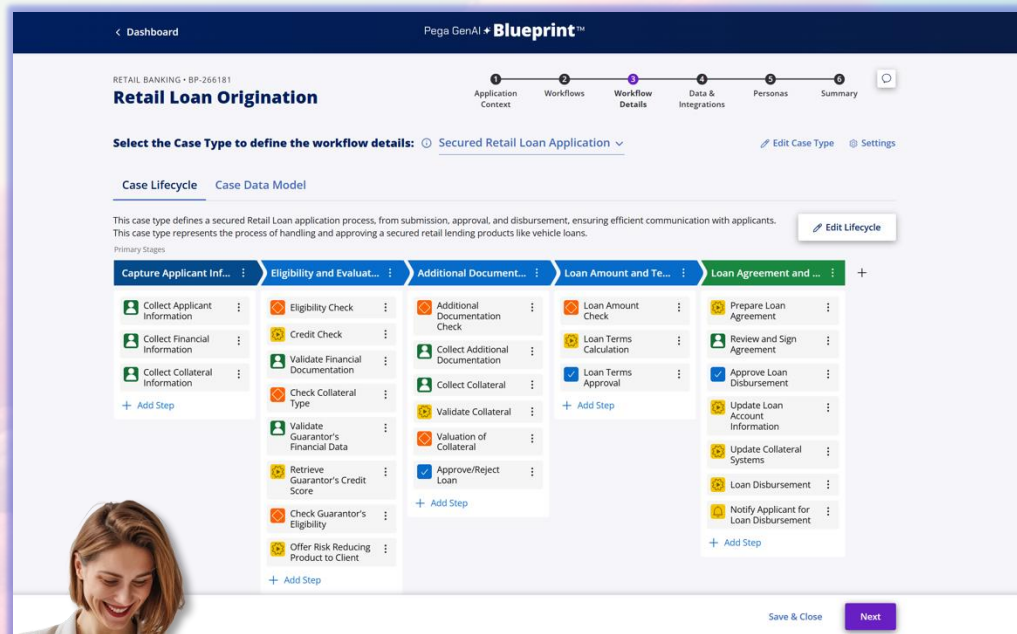 Dashboard
Pega GenAI Blueprint™
RETAIL BANKING • BP-266181
Retail Loan Origination
1
Application
Context
2
Workflows
3
Workflow
Details
4
Data &
Integrations
5
Personas
6
Summary
Select the Case Type to define the workflow details:
Secured Retail Loan Application
Edit Case Type
Settings
Case Lifecycle
Case Data Model
This case type defines a secured Retail Loan application process, from submission, approval, and disbursement, ensuring efficient communication with applicants.
This case type represents the process of handling and approving a secured retail lending products like vehicle loans.
Edit Lifecycle
Primary Stages
Capture Applicant Inf...
Collect Applicant
Information
Collect Financial
Information
Collect Collateral
Information
+ Add Step
Eligibility and Evaluat...
Eligibility Check
Credit Check
Validate Financial
Documentation
Check Collateral
Type
Validate
Guarantor's
Financial Data
Retrieve
Guarantor's Credit
Score
Check Guarantor's
Eligibility
Offer Risk Reducing
Product to Client
+ Add Step
Additional Document...
Additional
Documentation
Check
Collect Additional
Documentation
Collect Collateral
Validate Collateral
Valuation of
Collateral
Approve/Reject
Loan
+ Add Step
Loan Amount and Te...
Loan Amount
Check
Loan Terms
Calculation
Loan Terms
Approval
+ Add Step
Loan Agreement and ...
Prepare Loan
Agreement
Review and Sign
Agreement
Approve Loan
Disbursement
Update Loan
Account
Information
Update Collateral
Systems
Loan Disbursement
Notify Applicant for
Loan Disbursement
+ Add Step
Save & Close
Next